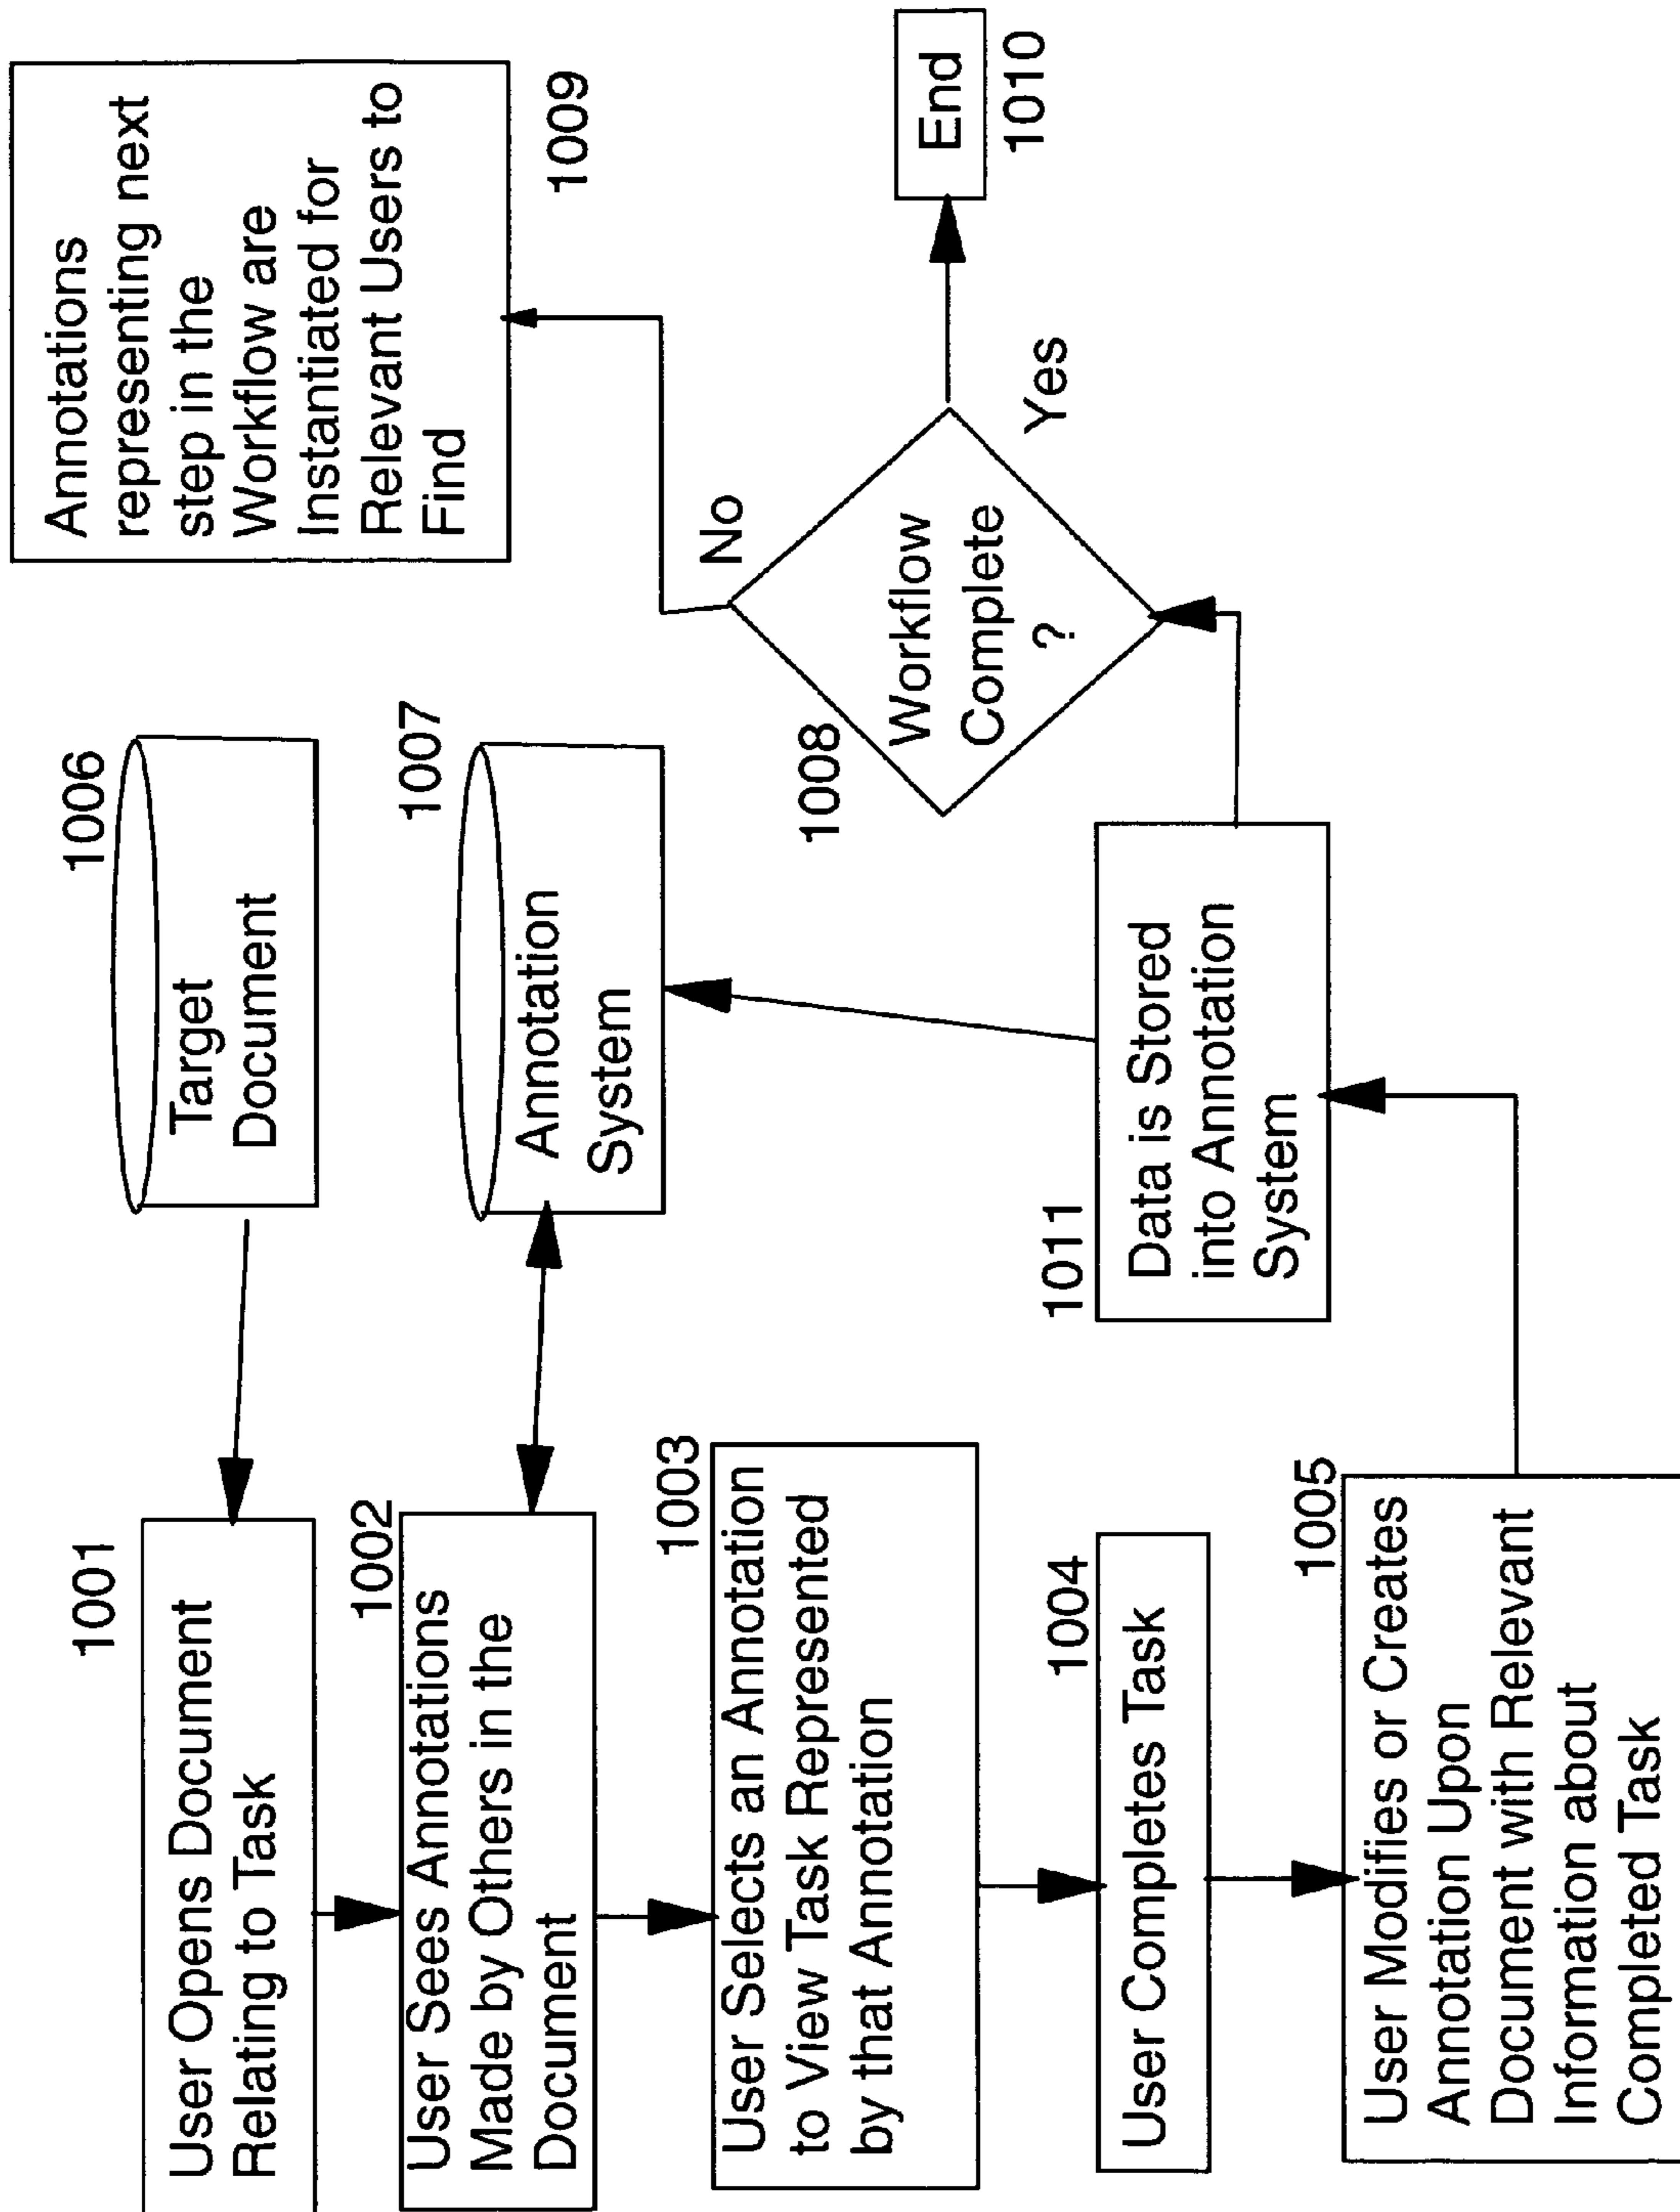 1001
User Opens Document
Relating to Task
1002
User Sees Annotations
Made by Others in the
Document
1003
User Selects an Annotation
to View Task Represented
by that Annotation
1004
User Completes Task
1005
User Modifies or Creates
Annotation Upon
Document with Relevant
Information about
Completed Task
1006
Target
Document
1007
Annotation
System
1011
Data is Stored
into Annotation
System
1008
Workflow
Complete
?
No
Yes
Annotations
representing next
step in the
Workflow are
Instantiated for
Relevant Users to
Find
1009
End
1010